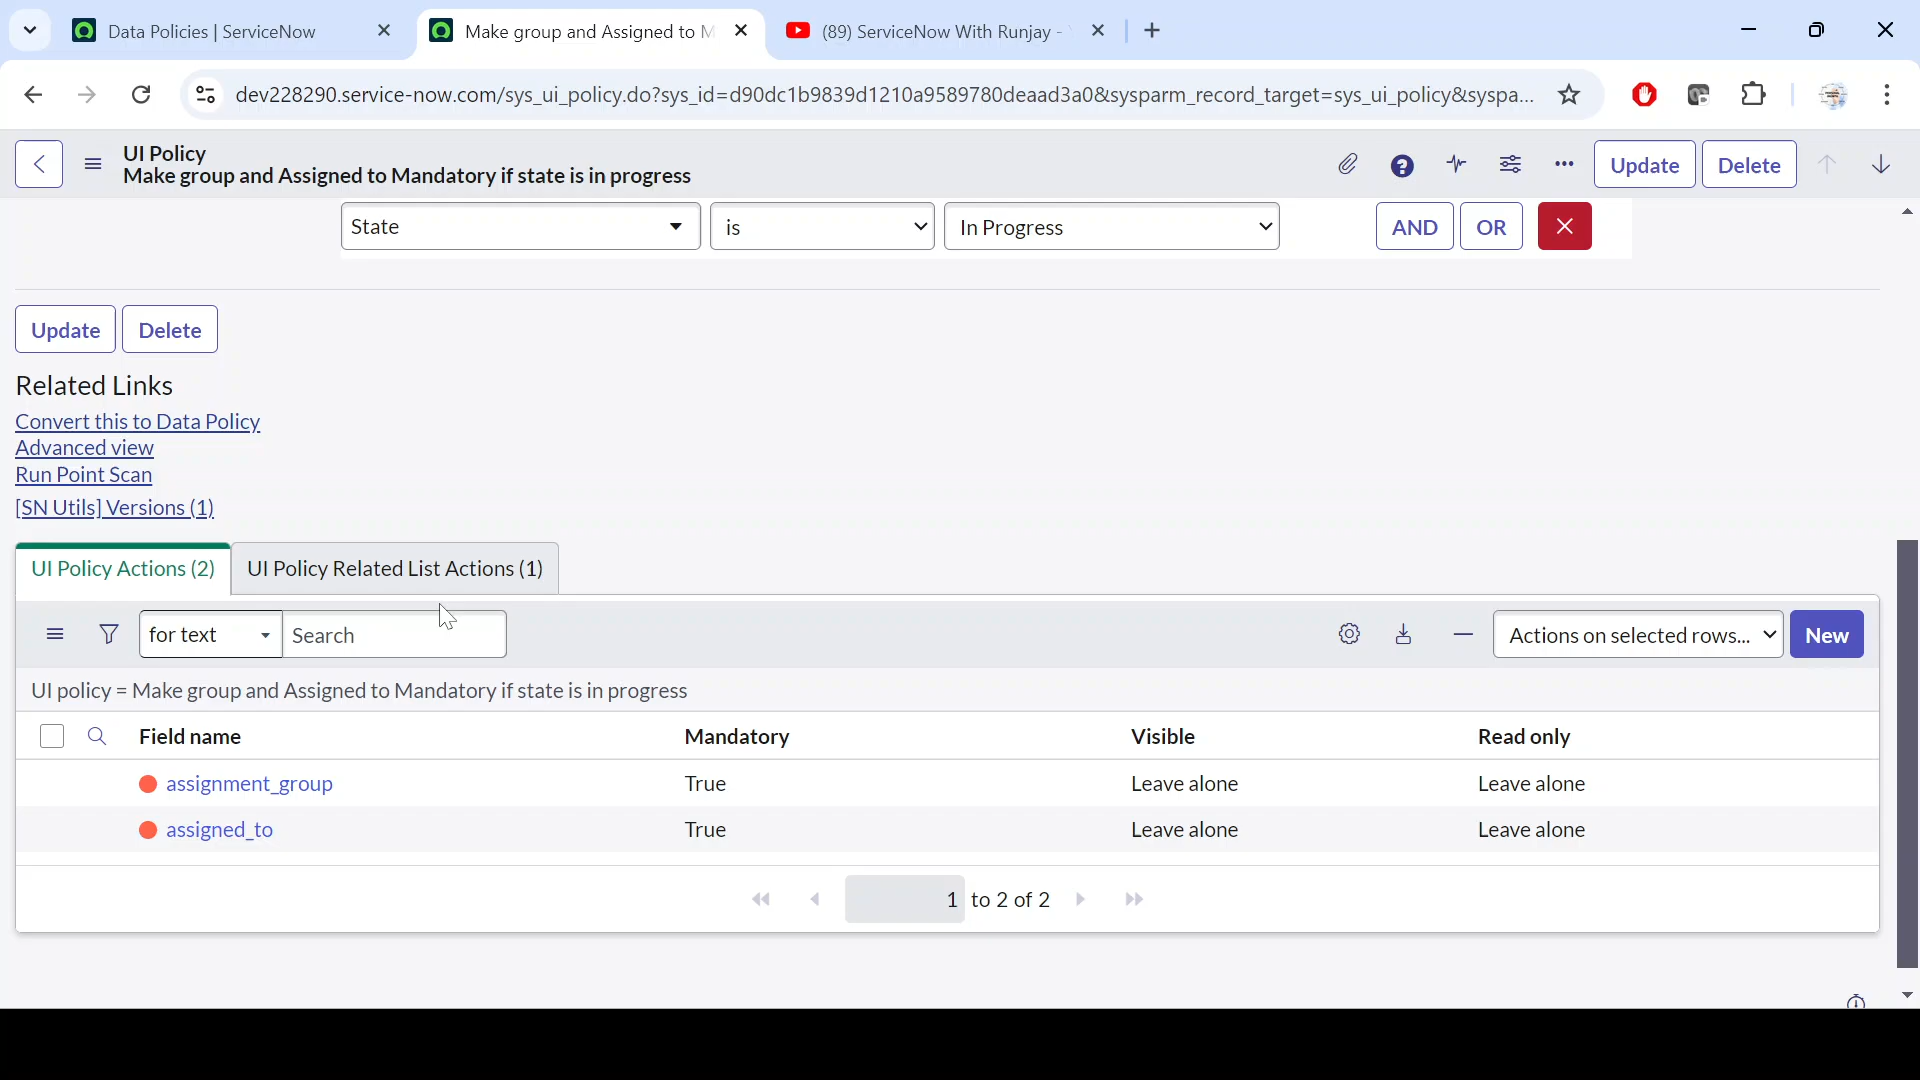 Data Policies | ServiceNow
Make group and Assigned to M
(89) ServiceNow With Runjay -
dev228290.service-now.com/sys_ui_policy.do?sys_id=d90dc1b9839d1210a9589780deaad3a0&sysparm_record_target=sys_ui_policy&syspa...
UI Policy
Make group and Assigned to Mandatory if state is in progress
Update
Delete
State
is
In Progress
AND
OR
Update
Delete
Related Links
Convert this to Data Policy
Advanced view
Run Point Scan
[SN Utils] Versions (1)
UI Policy Actions (2)
UI Policy Related List Actions (1)
for text
Search
Actions on selected rows...
New
UI policy = Make group and Assigned to Mandatory if state is in progress
Field name Mandatory Visible Read only
assignment_group True Leave alone Leave alone
assigned_to True Leave alone Leave alone
1 to 2 of 2